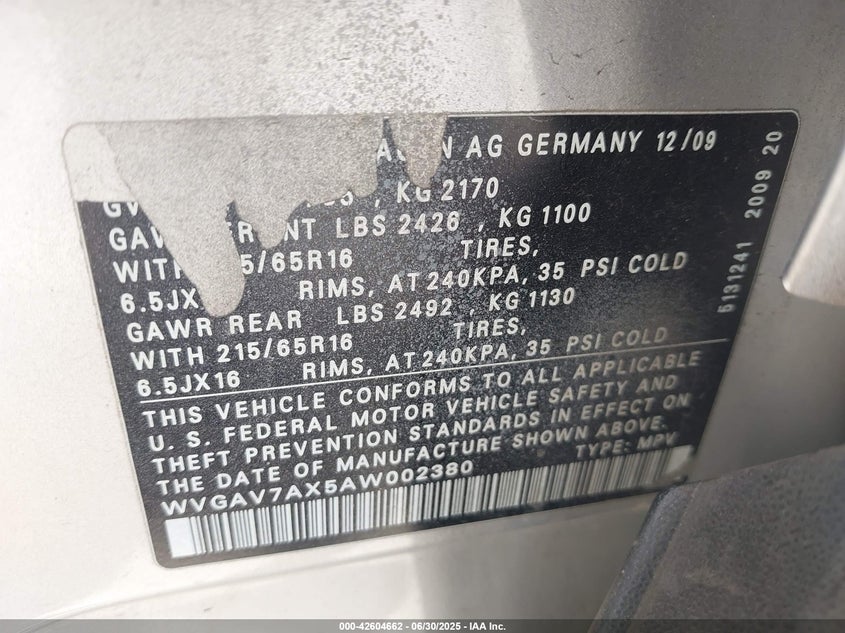 AG GERMANY 12/09
KG 2170
LBS 2426 , KG 1100
WITH 5/65R16 TIRES,
6.5JX RIMS, AT 240KPA, 35 PSI COLD
GAWR REAR LBS 2492 , KG 1130
WITH 215/65R16 TIRES,
6.5JX16 RIMS, AT 240KPA, 35 PSI COLD
THIS VEHICLE CONFORMS TO ALL APPLICABLE
U. S. FEDERAL MOTOR VEHICLE SAFETY AND
THEFT PREVENTION STANDARDS IN EFFECT ON
THE DATE OF MANUFACTURE SHOWN ABOVE.
WVGAV7AX5AW002380 TYPE: MPV
5131241 2009 20
000-42604662 - 06/30/2025 - IAA Inc.